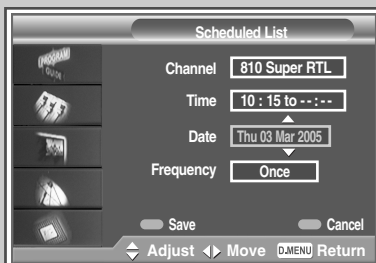 Scheduled List
PROGRAM GUIDE
Channel 810 Super RTL
Time 10 : 15 to --:--
Date Thu 03 Mar 2005
Frequency Once
Save Cancel
Adjust Move D.MENU Return